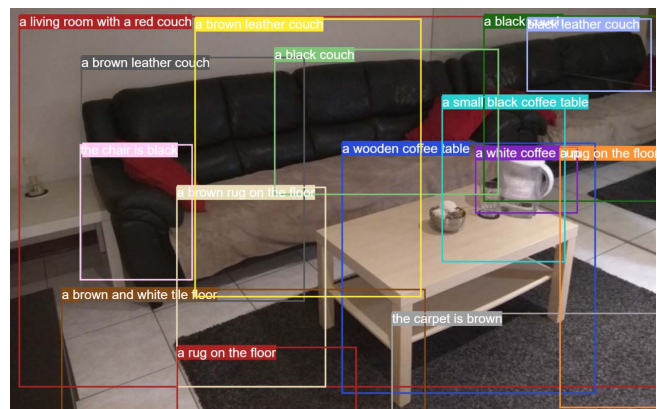 a living room with a red couch
a brown leather couch
a black couch
black leather couch
a brown leather couch
a black couch
a small black coffee table
the chair is black
a wooden coffee table
a white coffee cup
a rug on the floor
a brown rug on the floor
a brown and white tile floor
the carpet is brown
a rug on the floor